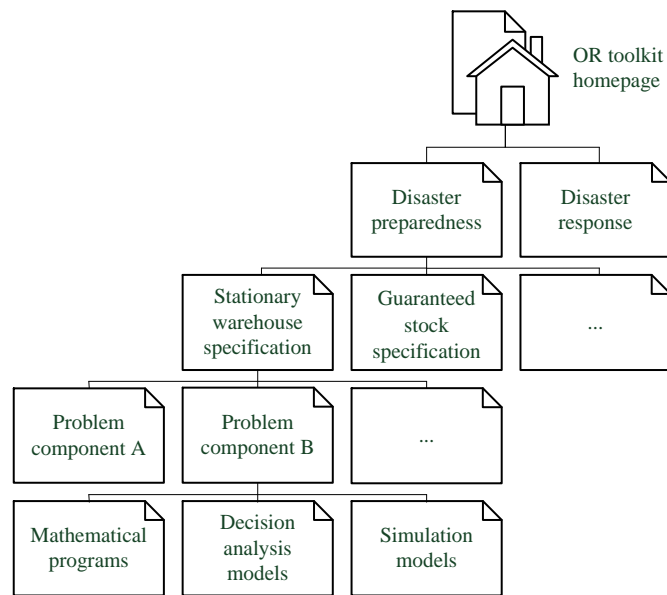 OR toolkit
homepage
Disaster
preparedness
Disaster
response
Stationary
warehouse
specification
Guaranteed
stock
specification
...
Problem
component A
Problem
component B
...
Mathematical
programs
Decision
analysis
models
Simulation
models